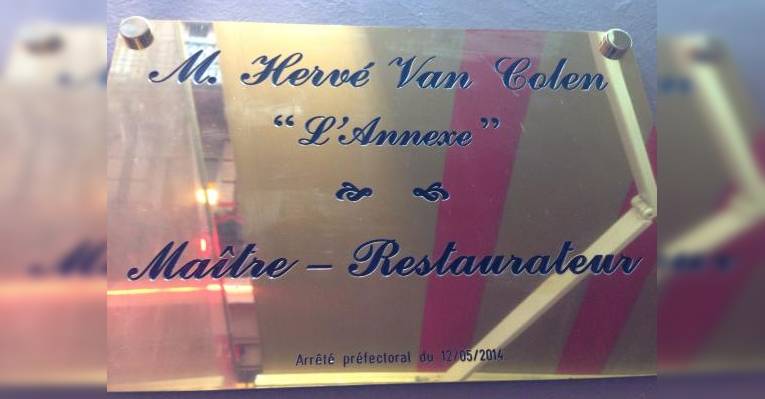 M. Hervé Van Colen
“L'Annexe”
Maître – Restaurateur
Arrêté préfectoral du 12/05/2014